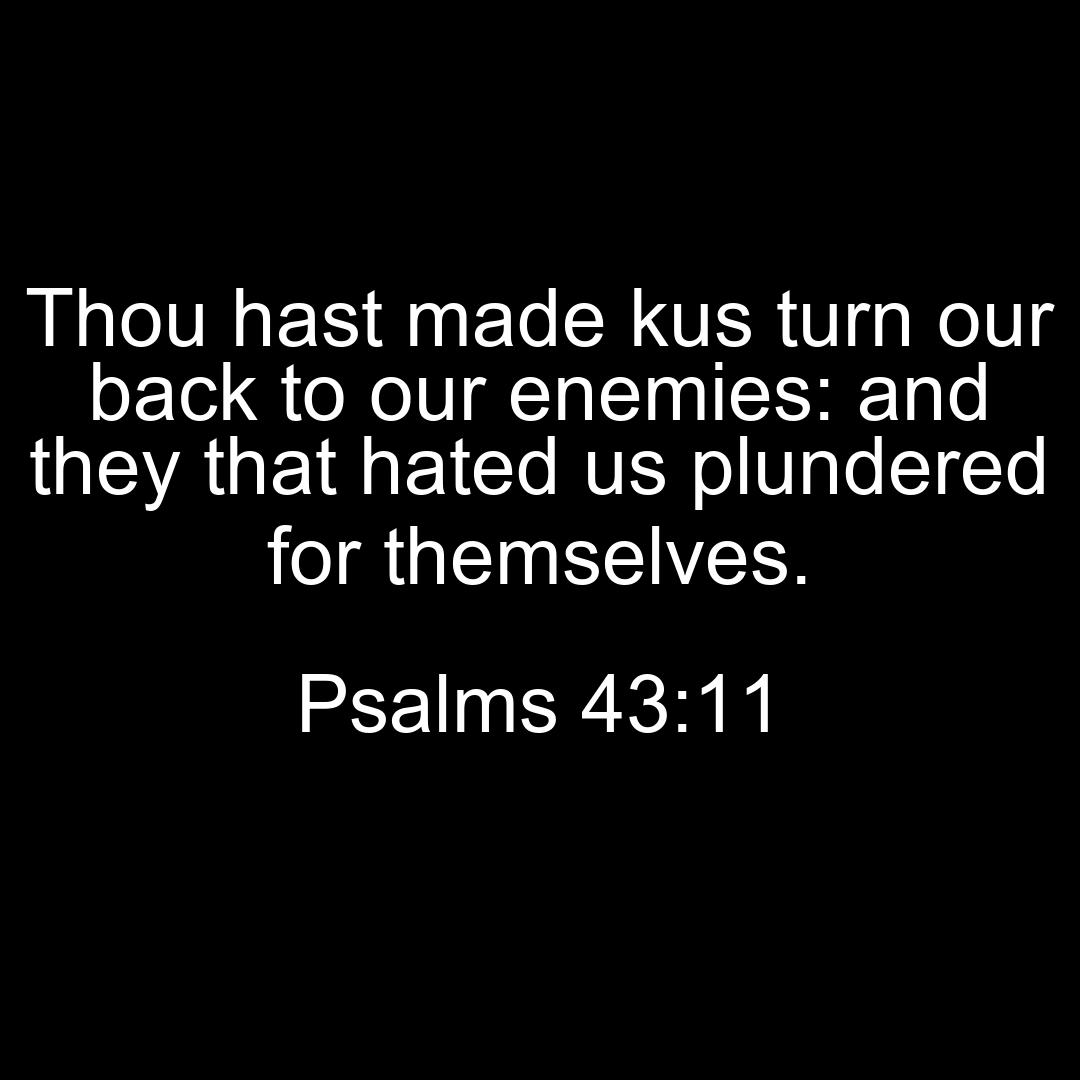 Thou hast made kus turn our
back to our enemies: and
they that hated us plundered
for themselves.
Psalms 43:11